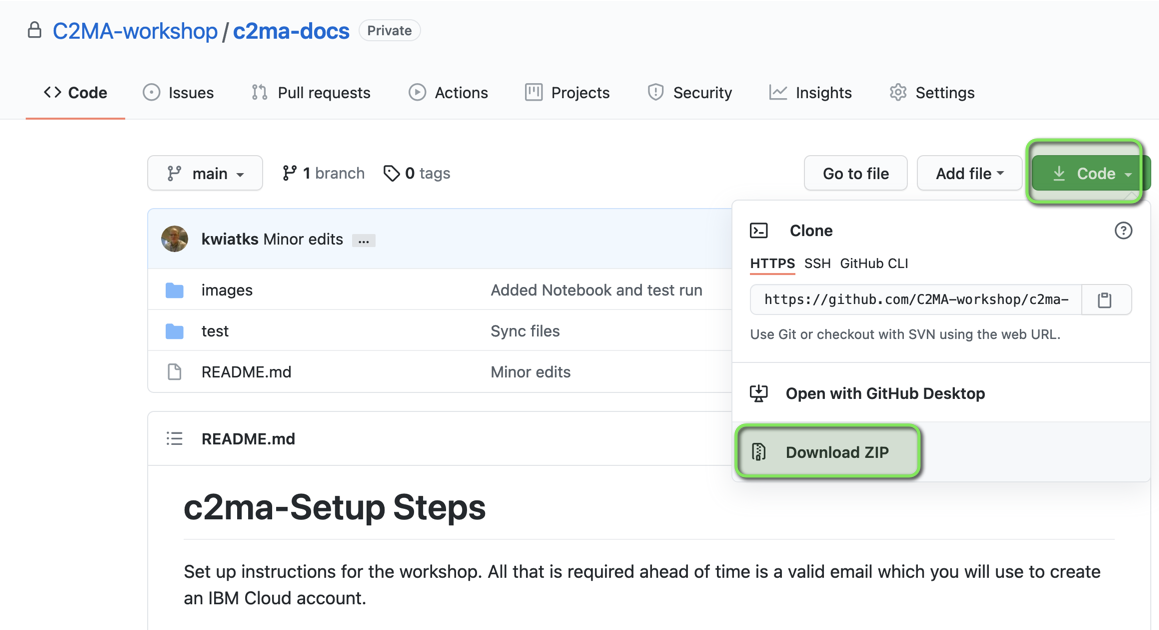 C2MA-workshop / c2ma-docs Private
Code Issues Pull requests Actions Projects Security Insights Settings
main 1 branch 0 tags Go to file Add file Code
kwiatks Minor edits ...
images Added Notebook and test run
test Sync files
README.md Minor edits
Clone
HTTPS SSH GitHub CLI
https://github.com/C2MA-workshop/c2ma-
Use Git or checkout with SVN using the web URL.
Open with GitHub Desktop
Download ZIP
README.md
c2ma-Setup Steps
Set up instructions for the workshop. All that is required ahead of time is a valid email which you will use to create
an IBM Cloud account.